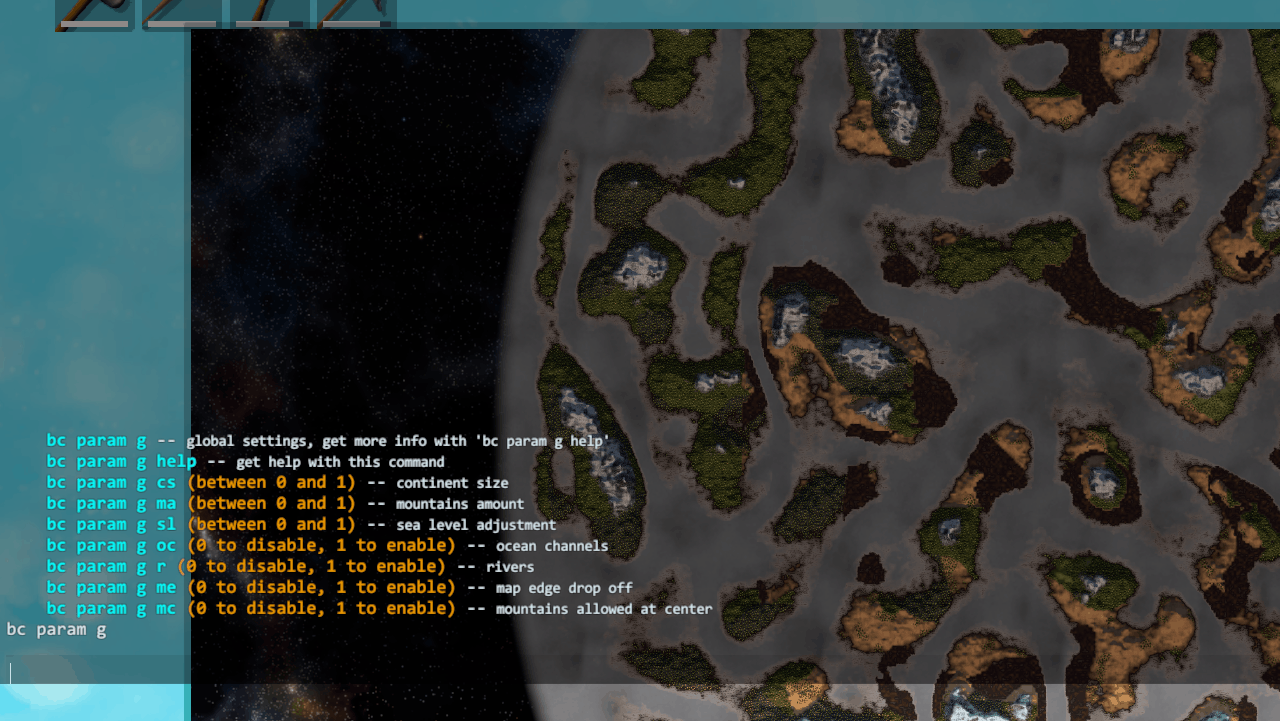 bc param g -- global settings, get more info with 'bc param g help'
bc param g help -- get help with this command
bc param g cs (between 0 and 1) -- continent size
bc param g ma (between 0 and 1) -- mountains amount
bc param g sl (between 0 and 1) -- sea level adjustment
bc param g oc (0 to disable, 1 to enable) -- ocean channels
bc param g r (0 to disable, 1 to enable) -- rivers
bc param g me (0 to disable, 1 to enable) -- map edge drop off
bc param g mc (0 to disable, 1 to enable) -- mountains allowed at center
bc param g